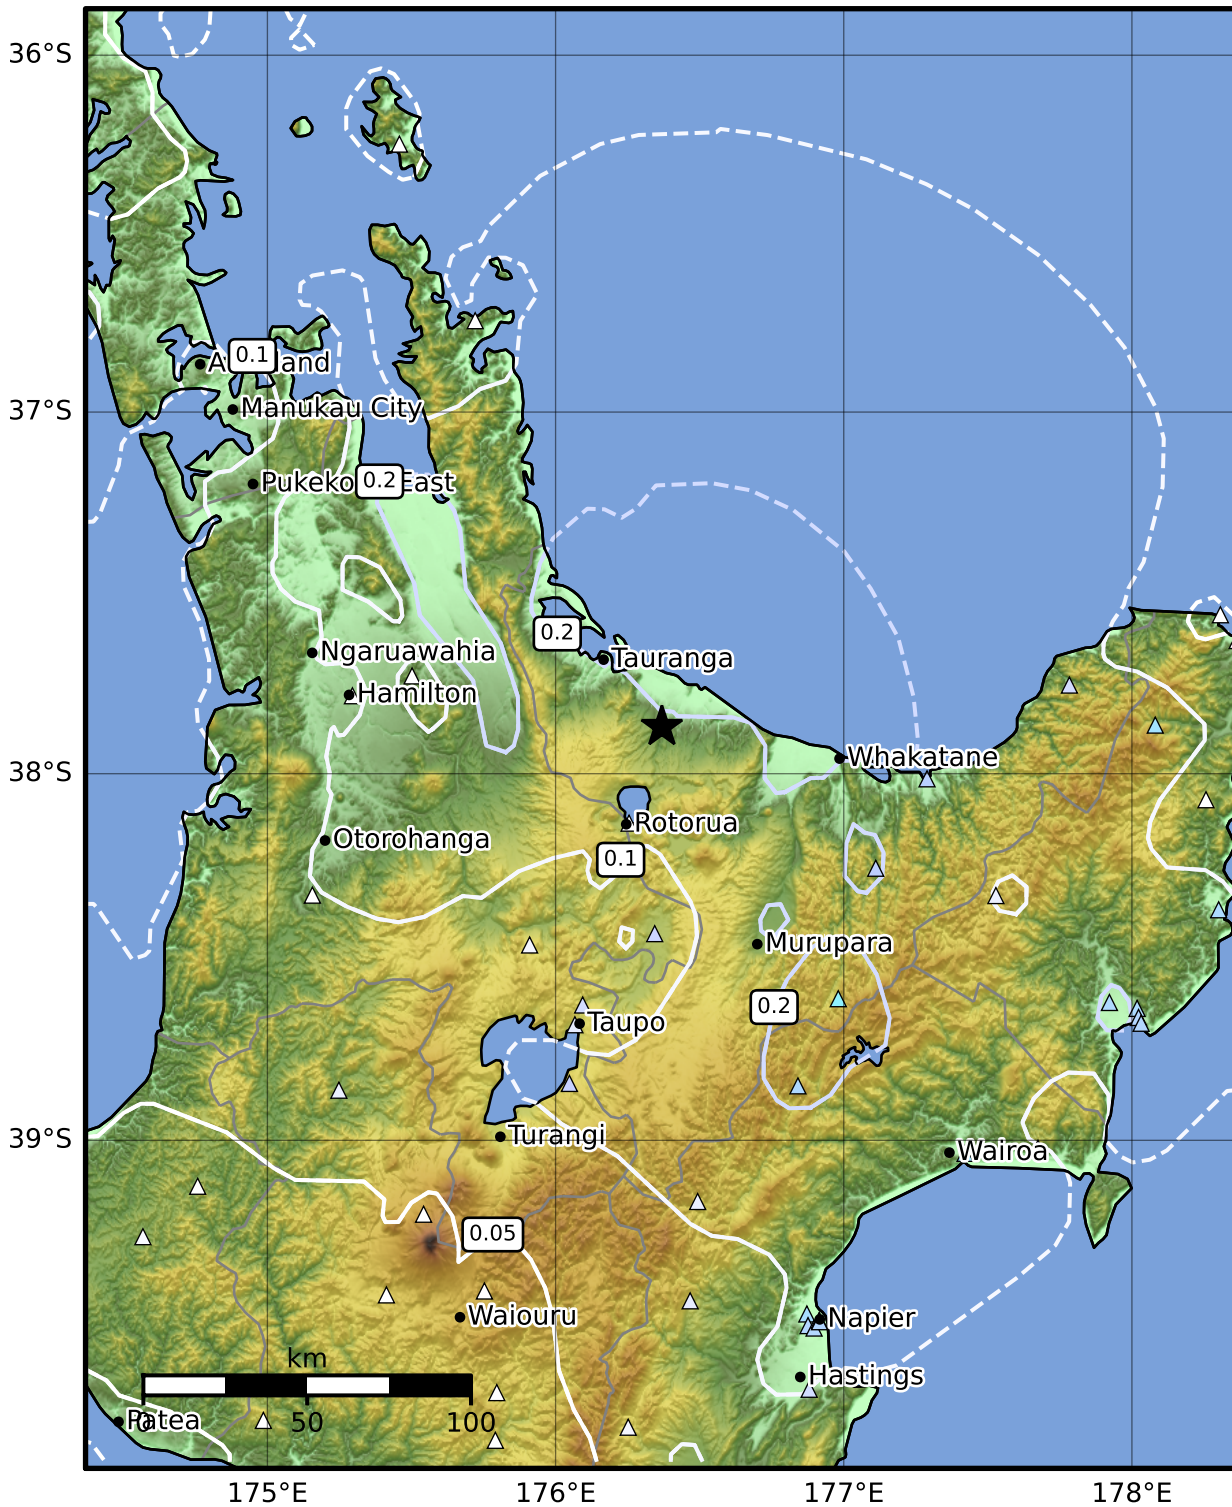 36°S
0.1
Manukau City
37°S
0.2
East
0.2
Tauranga
Ngaruawahia
Hamilton
Whakatane
38°S
Rotorua
Otorohanga
0.1
Murupara
0.2
Taupo
39°S
Turangi
Wairoa
0.05
Waiouru
Napier
km
Hastings
0 50 100
Patea
175°E 176°E 177°E 178°E